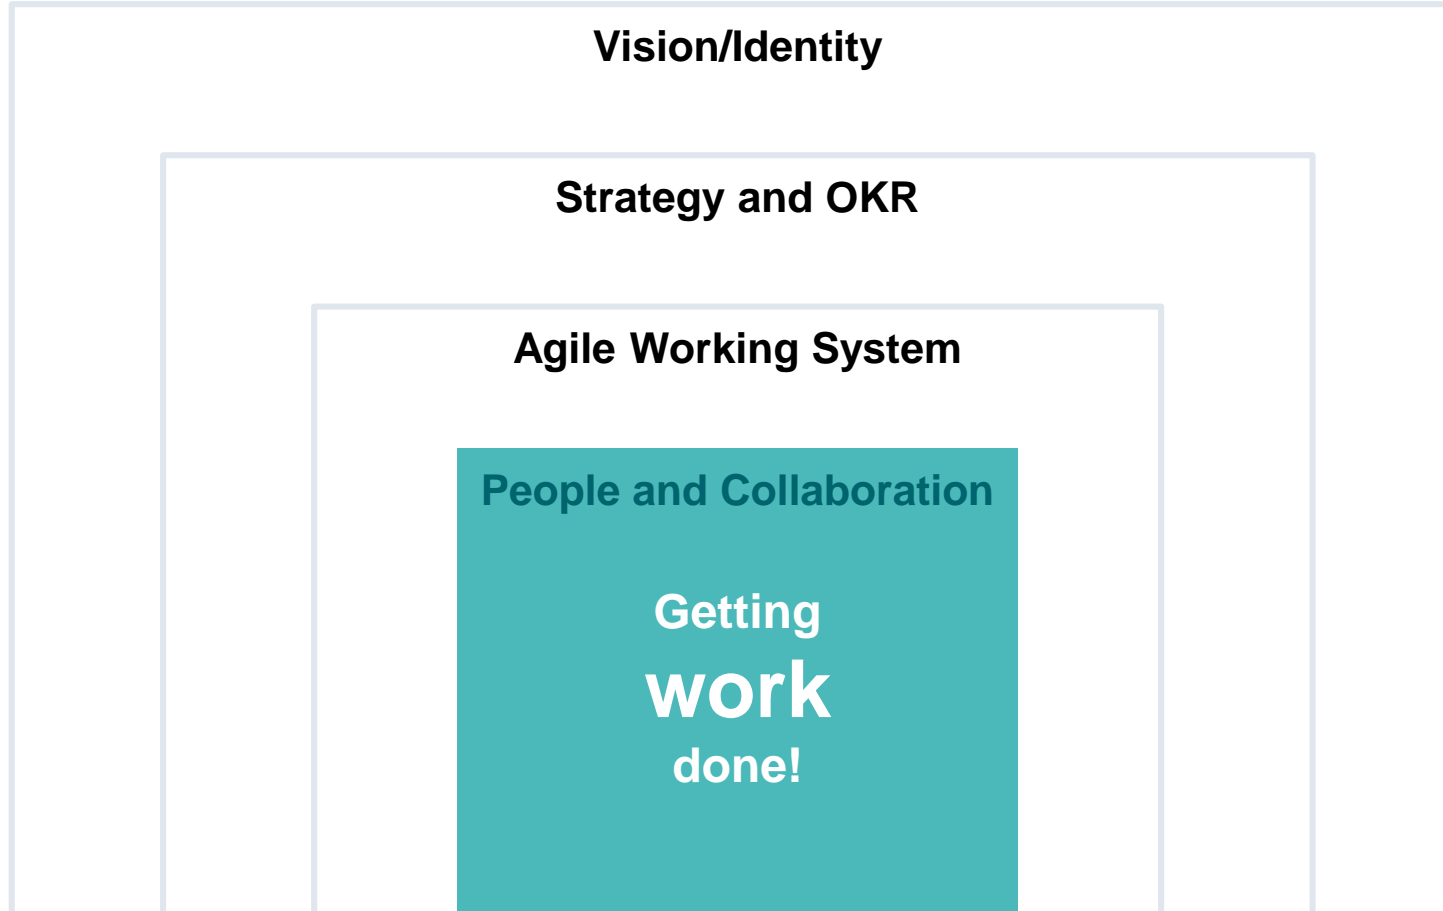 Vision/Identity
Strategy and OKR
Agile Working System
People and Collaboration
Getting
work
done!